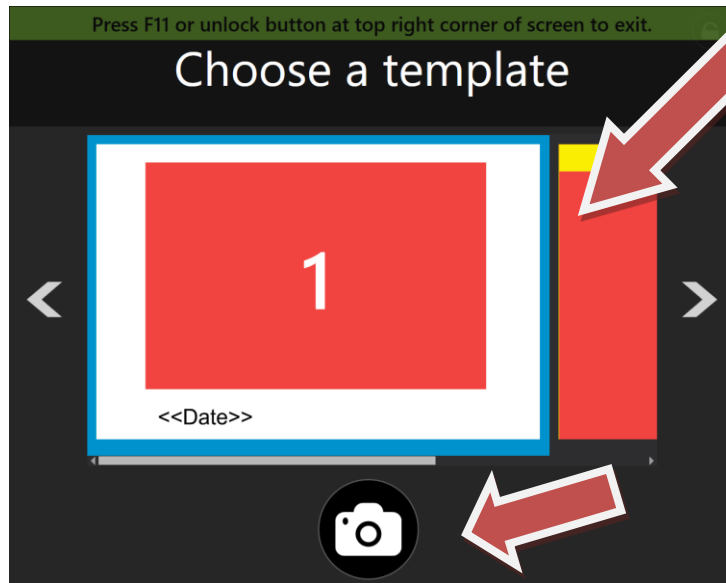 Press F11 or unlock button at top right corner of screen to exit.
Choose a template
1
<<Date>>